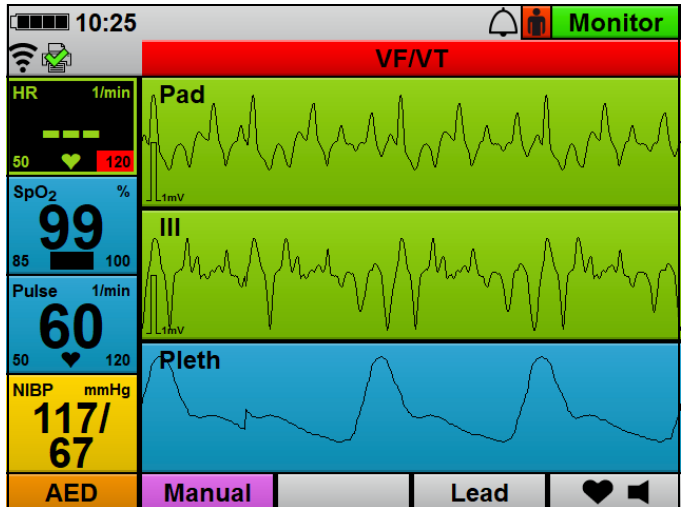 10:25
Monitor
VF/VT
HR 1/min
---
50 120
Pad
1mV
SpO2 %
99
85 100
III
1mV
Pulse 1/min
60
50 120
Pleth
NIBP mmHg
117/
67
AED Manual Lead